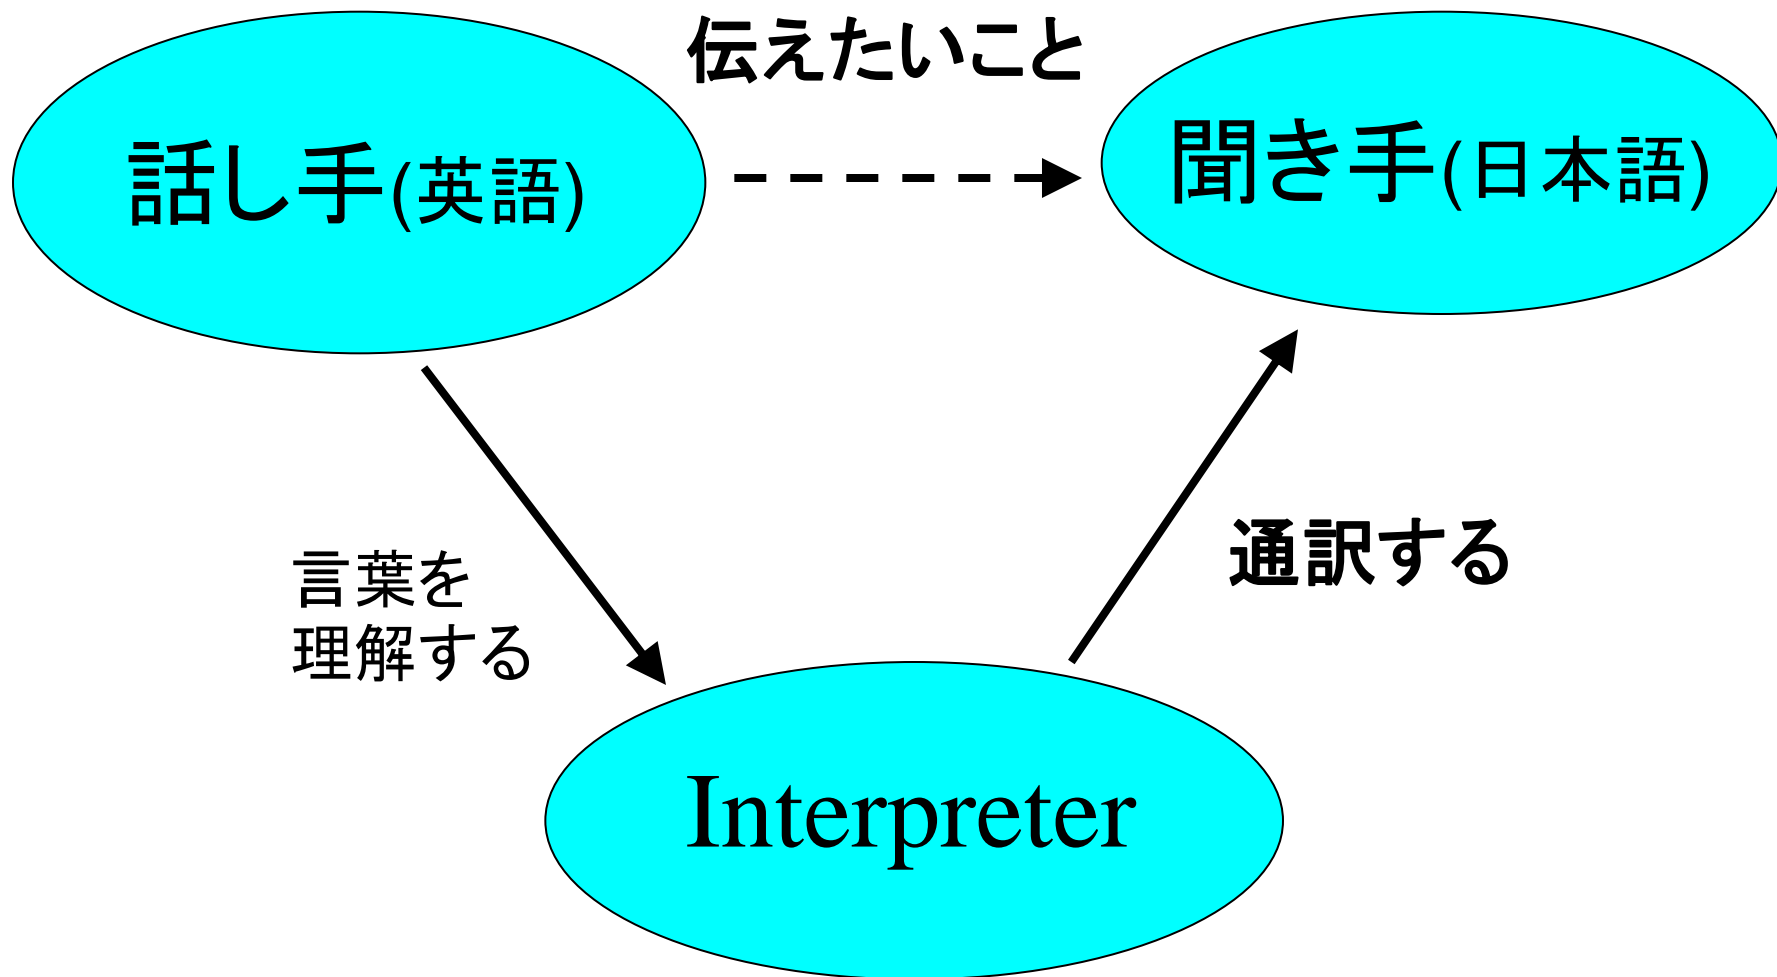 伝えたいこと
話し手(英語)
聞き手(日本語)
言葉を
理解する
通訳する
Interpreter